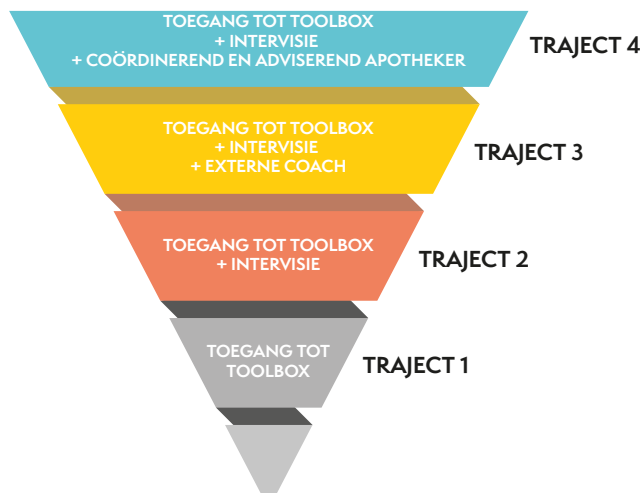 TOEGANG TOT TOOLBOX
+ INTERVISIE
+ COÖRDINEREND EN ADVISEREND APOTHEKER
TRAJECT 4
TOEGANG TOT TOOLBOX
+ INTERVISIE
+ EXTERNE COACH
TRAJECT 3
TOEGANG TOT TOOLBOX
+ INTERVISIE
TRAJECT 2
TOEGANG TOT
TOOLBOX
TRAJECT 1